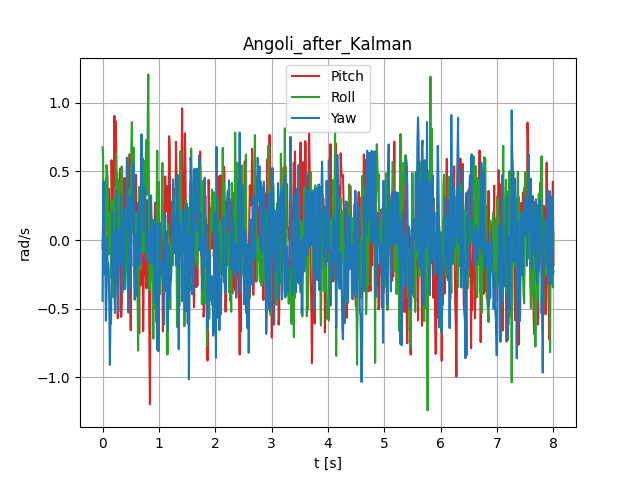 Angoli_after_Kalman
Pitch
Roll
Yaw
rad/s
1.0
0.5
0.0
−0.5
−1.0
0 1 2 3 4 5 6 7 8
t [s]